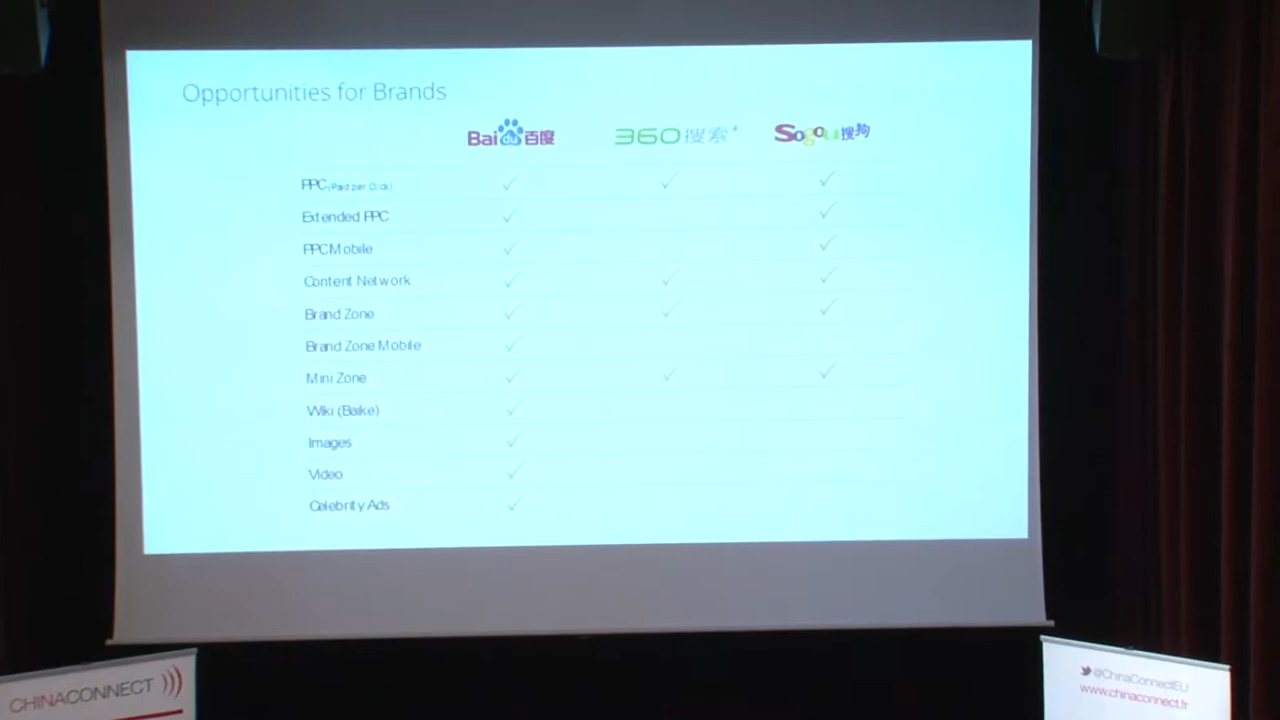 Opportunities for Brands
Baidu百度 360搜索+ Sogou搜狗
PPC (Paid per Click) ✓ ✓ ✓
Extended PPC ✓ ✓
PPC Mobile ✓ ✓
Content Network ✓ ✓ ✓
Brand Zone ✓ ✓ ✓
Brand Zone Mobile ✓
Mini Zone ✓ ✓ ✓
Wiki (Baike) ✓
Images ✓
Video ✓
Celebrity Ads ✓
CHINACONNECT
@ChinaConnectEU
www.chinaconnect.fr